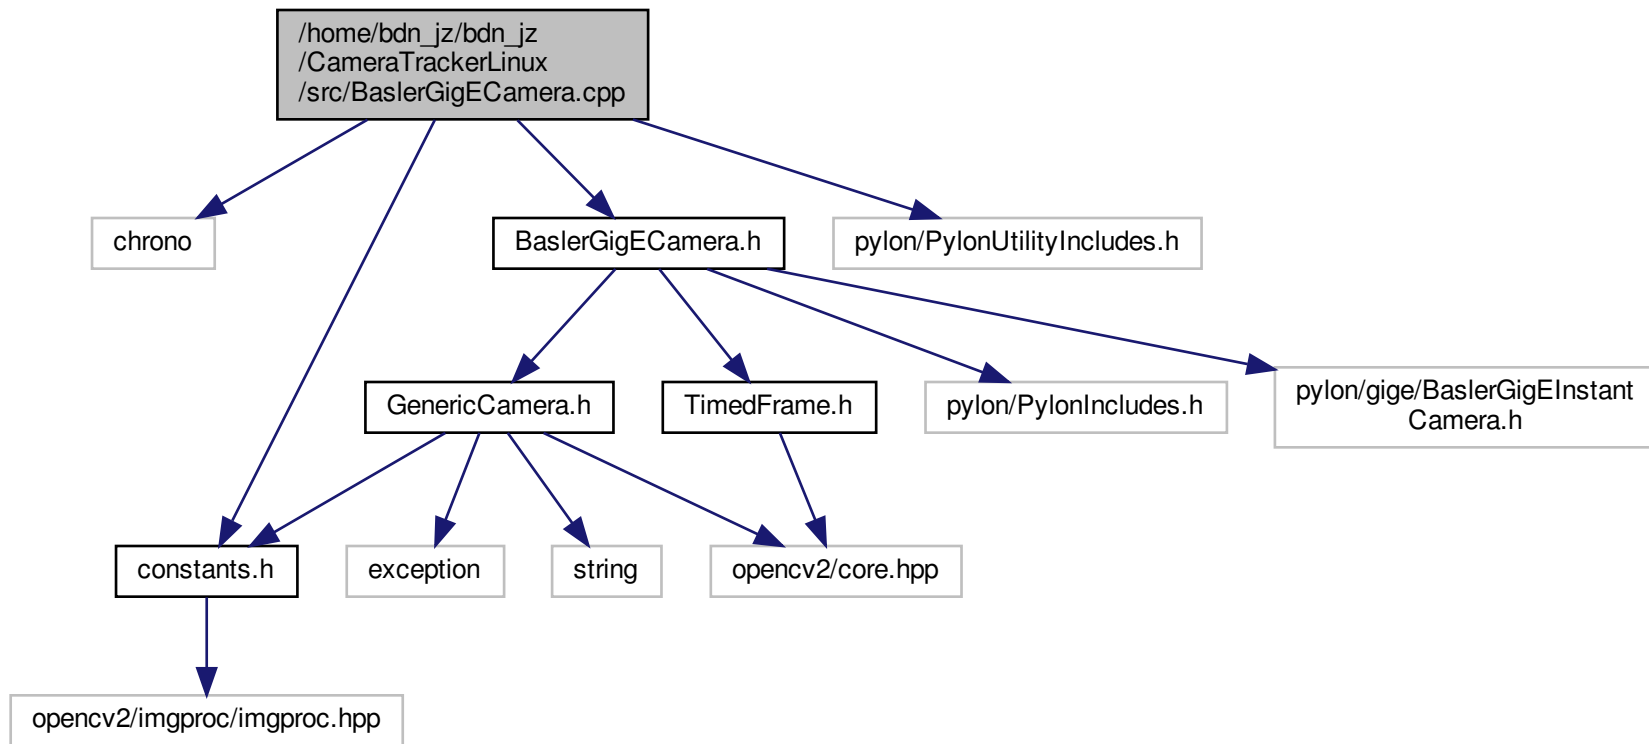 /home/bdn_jz/bdn_jz
/CameraTrackerLinux
/src/BaslerGigECamera.cpp
chrono
BaslerGigECamera.h
pylon/PylonUtilityIncludes.h
GenericCamera.h
TimedFrame.h
pylon/PylonIncludes.h
pylon/gige/BaslerGigEInstant
Camera.h
constants.h
exception
string
opencv2/core.hpp
opencv2/imgproc/imgproc.hpp